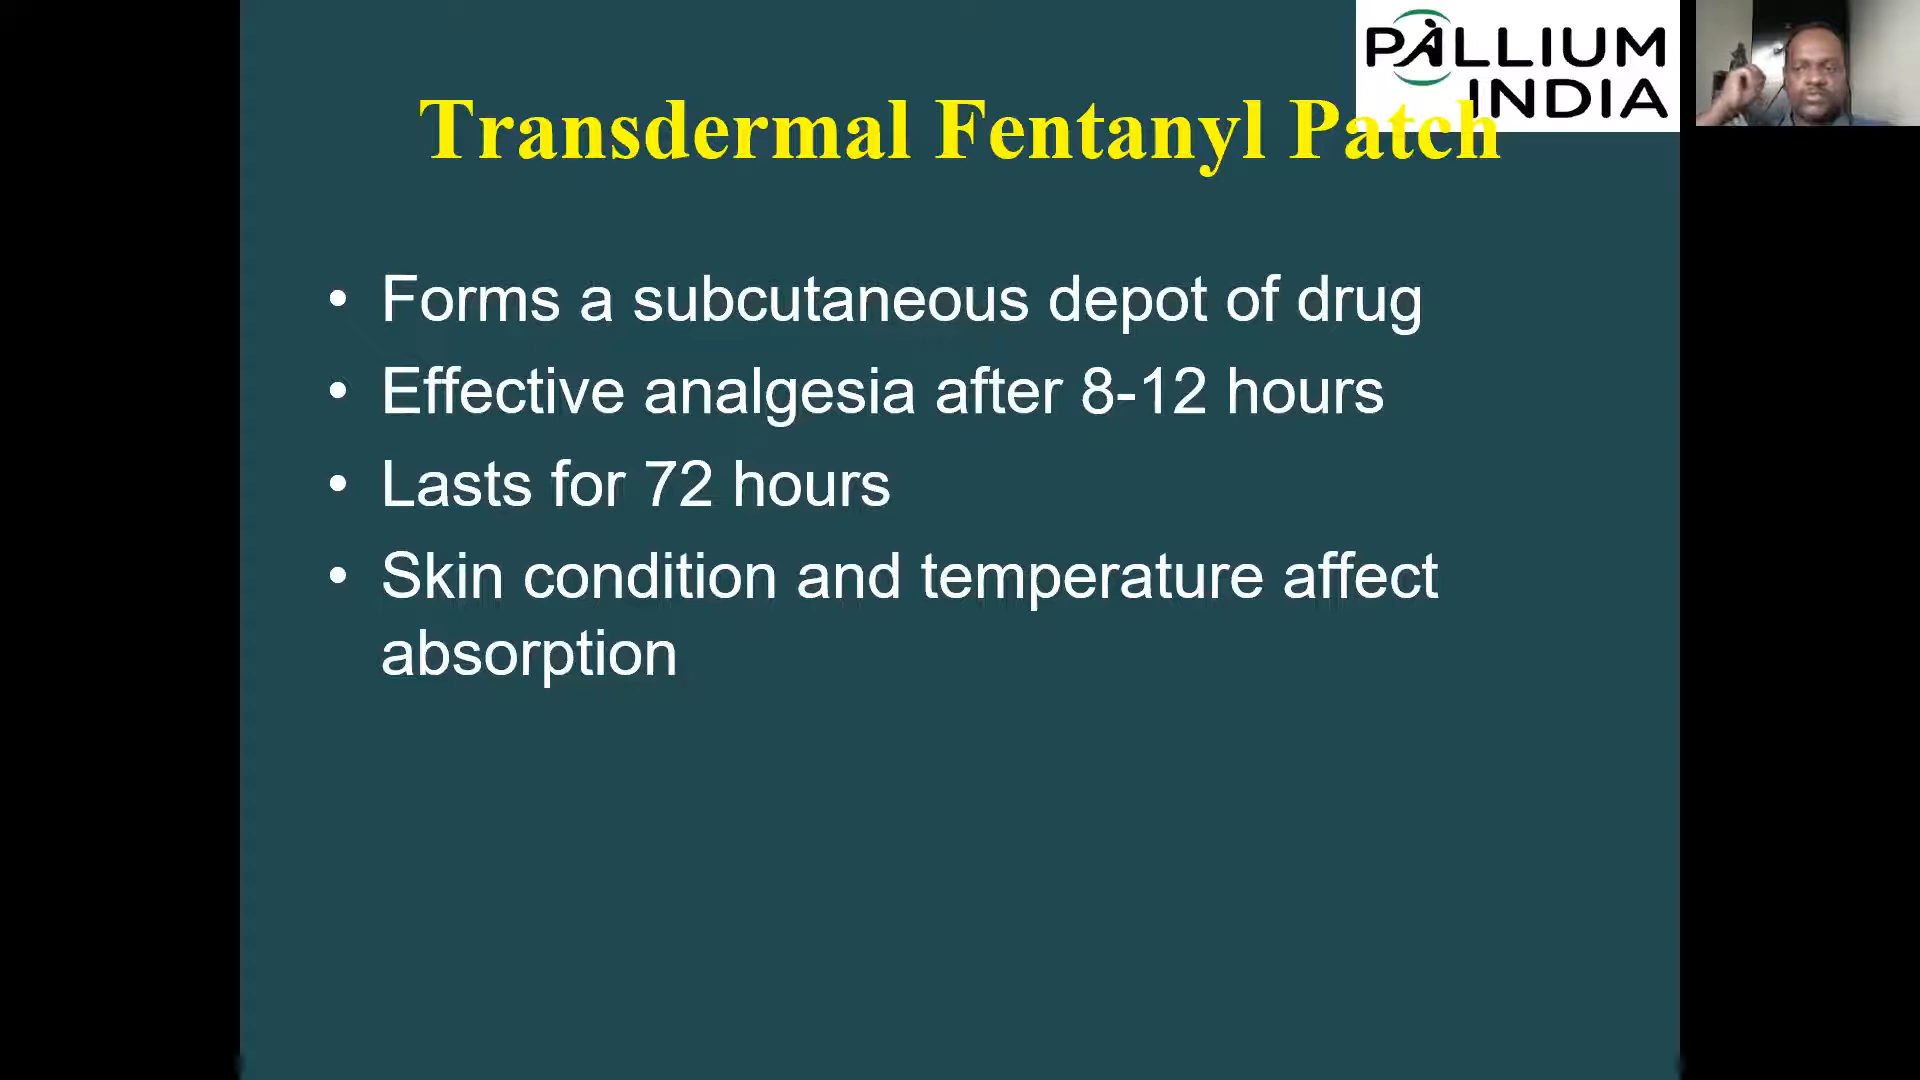 PALLIUM
INDIA
Transdermal Fentanyl Patch
• Forms a subcutaneous depot of drug
• Effective analgesia after 8-12 hours
• Lasts for 72 hours
• Skin condition and temperature affect
absorption